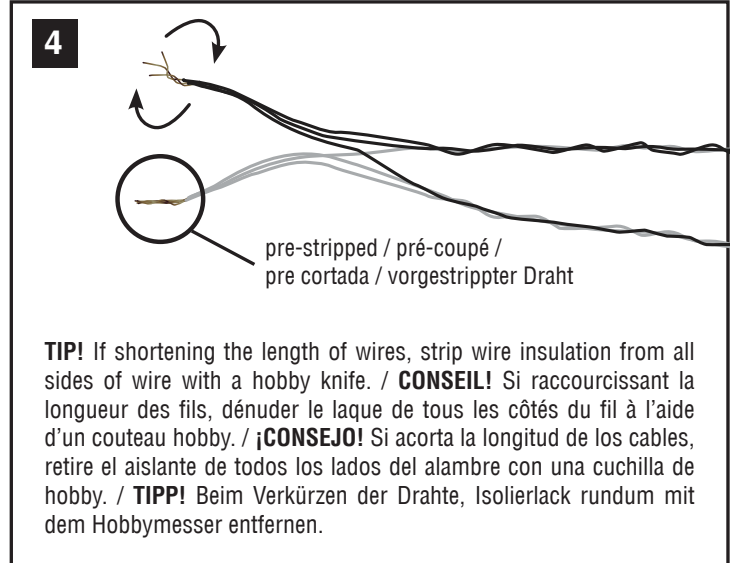 4
pre-stripped / pré-coupé /
pre cortada / vorgestrippter Draht
TIP! If shortening the length of wires, strip wire insulation from all
sides of wire with a hobby knife. / CONSEIL! Si raccourcissant la
longueur des fils, dénuder le laque de tous les côtés du fil à l’aide
d’un couteau hobby. / ¡CONSEJO! Si acorta la longitud de los cables,
retire el aislante de todos los lados del alambre con una cuchilla de
hobby. / TIPP! Beim Verkürzen der Drahte, Isolierlack rundum mit
dem Hobbymesser entfernen.